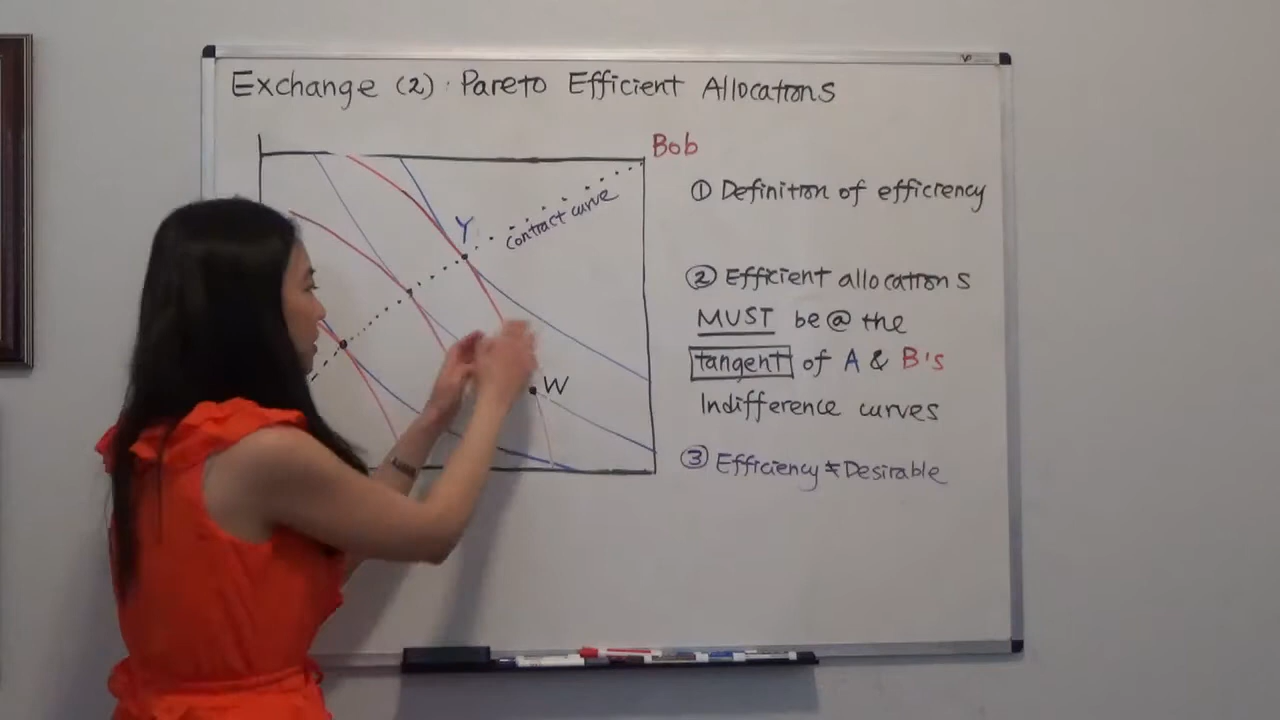 Exchange (2): Pareto Efficient Allocations
Bob
① Definition of efficiency
Y
Contract curve
② Efficient allocations
MUST be @ the
tangent of A & B's
Indifference curves
W
③ Efficiency ≠ Desirable